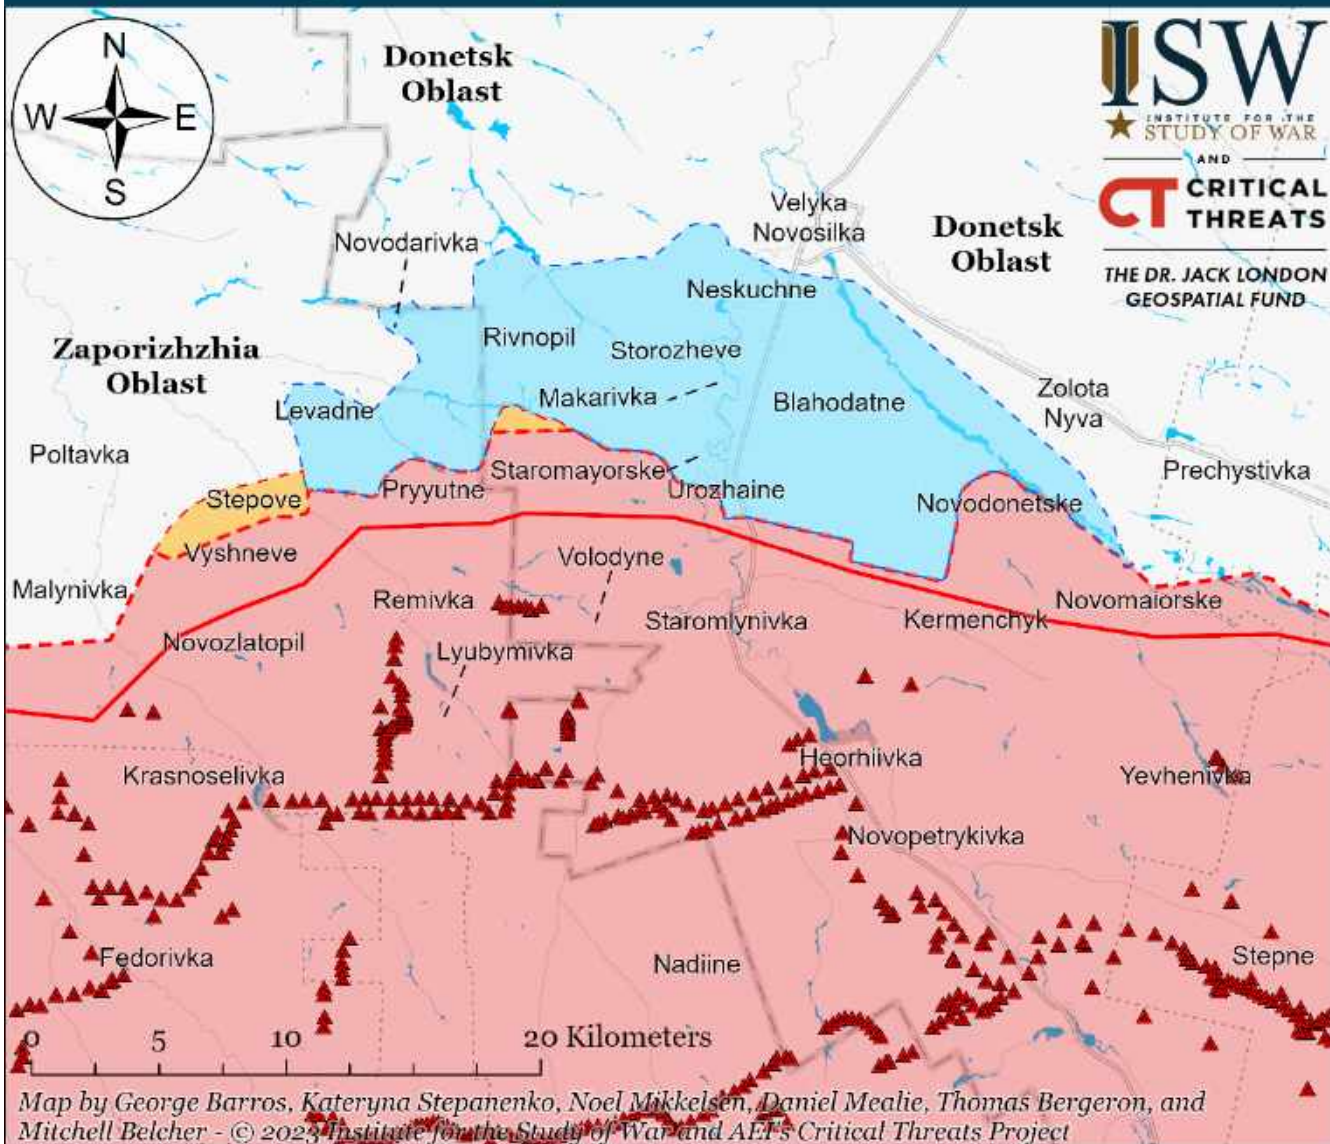 N
W
E
S
Donetsk
Oblast
ISW
INSTITUTE FOR THE
STUDY OF WAR
AND
CT CRITICAL
THREATS
THE DR. JACK LONDON
GEOSPATIAL FUND
Velyka
Novosilka
Donetsk
Oblast
Novodarivka
Neskuchne
Zaporizhzhia
Oblast
Rivnopil
Storozheve
Levadne
Makarivka
Blahodatne
Zolota
Nyva
Poltavka
Prechystivka
Staromayorske
Stepove
Pryyutne
Urozhaine
Novodonetske
Vyshneve
Volodyne
Malynivka
Remivka
Staromlynivka
Kermenchyk
Novomaiorske
Novozlatopil
Lyubymivka
Krasnoselivka
Heorhiivka
Yevhenivka
Novopetrykivka
Fedorivka
Nadiine
Stepne
0 5 10 20 Kilometers
Map by George Barros, Kateryna Stepanenko, Noel Mikkelsen, Daniel Mealie, Thomas Bergeron, and
Mitchell Belcher - © 2023 Institute for the Study of War and AEI's Critical Threats Project